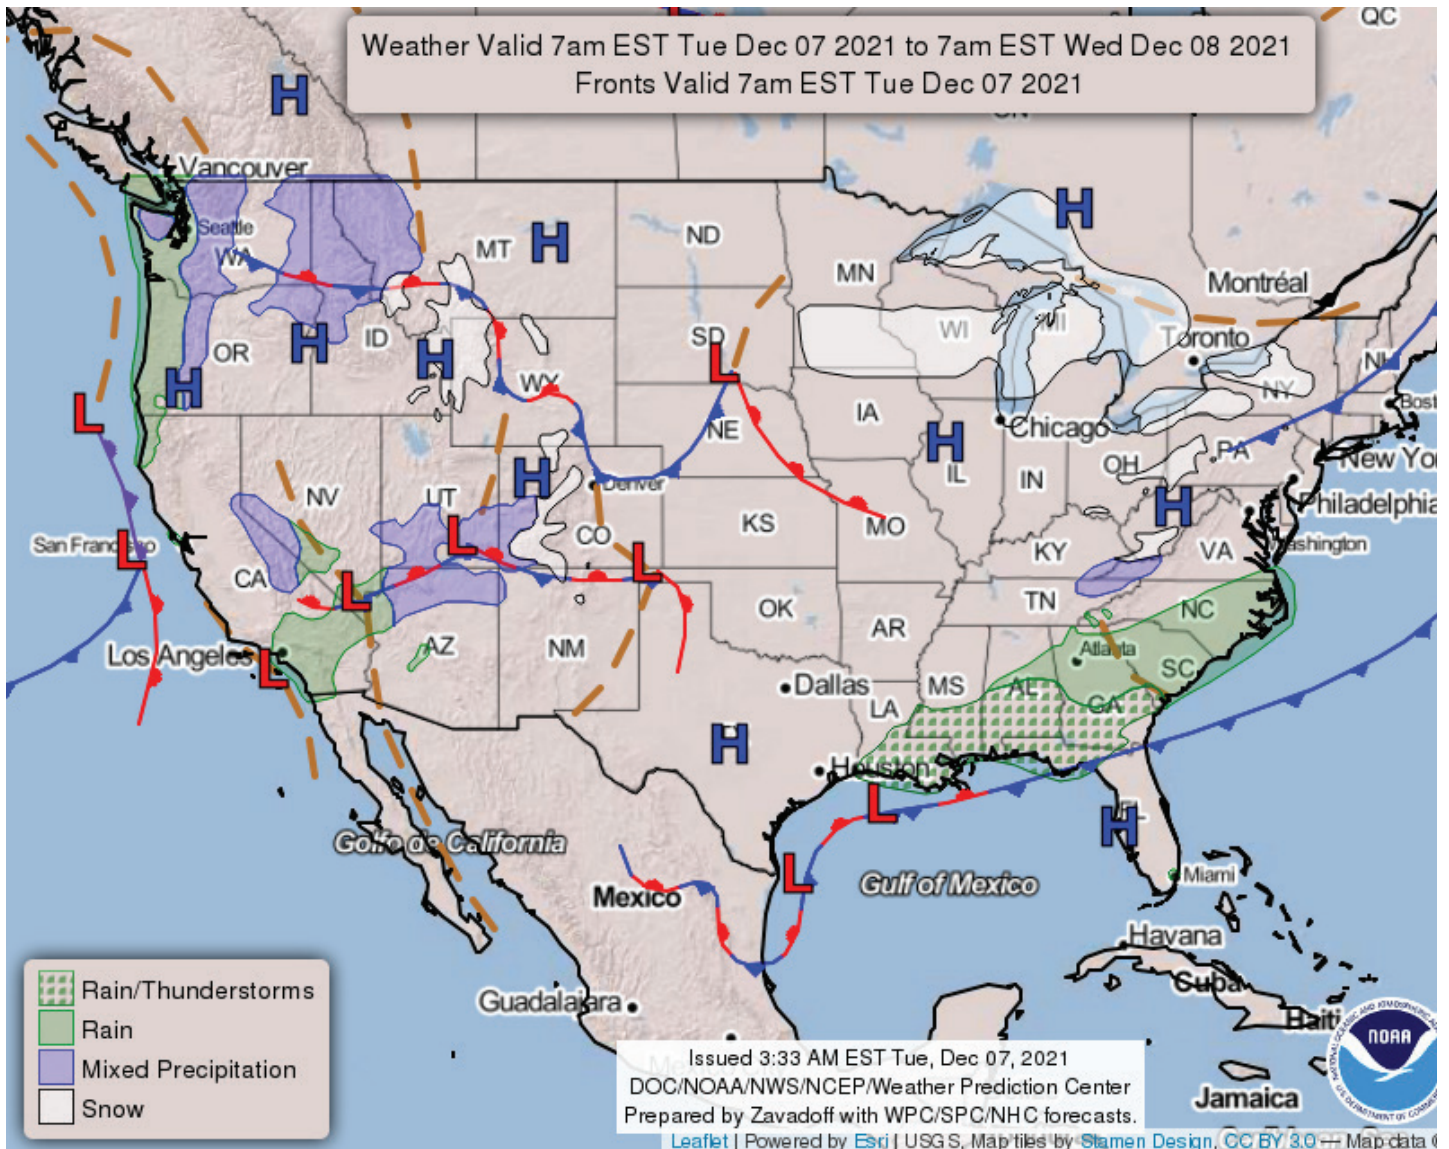 Weather Valid 7am EST Tue Dec 07 2021 to 7am EST Wed Dec 08 2021
Fronts Valid 7am EST Tue Dec 07 2021
QC
H
Vancouver
H
Seattle
WA
MT
H
ND
MN
Montréal
OR
H
ID
H
H
WY
SD
L
WI
MI
Toronto
NY
L
NE
IA
H
Chicago
IL
IN
OH
PA
Bost
New Yo
NV
UT
H
Denver
CO
KS
MO
H
Philadelphia
San Francisco
L
L
L
CA
L
KY
VA
ashington
AZ
NM
OK
AR
TN
NC
Los Angeles
L
Atlanta
SC
Dallas
LA
MS
AL
GA
H
Houston
L
FL
H
Golfo de California
Mexico
L
Gulf of Mexico
Miami
Havana
Cuba
Haiti
Guadalajara
Mexico City
Jamaica
NOAA
Rain/Thunderstorms
Rain
Mixed Precipitation
Snow
Issued 3:33 AM EST Tue, Dec 07, 2021
DOC/NOAA/NWS/NCEP/Weather Prediction Center
Prepared by Zavadoff with WPC/SPC/NHC forecasts.
Leaflet | Powered by Esri | USGS, Map tiles by Stamen Design, CC BY 3.0 — Map data ©